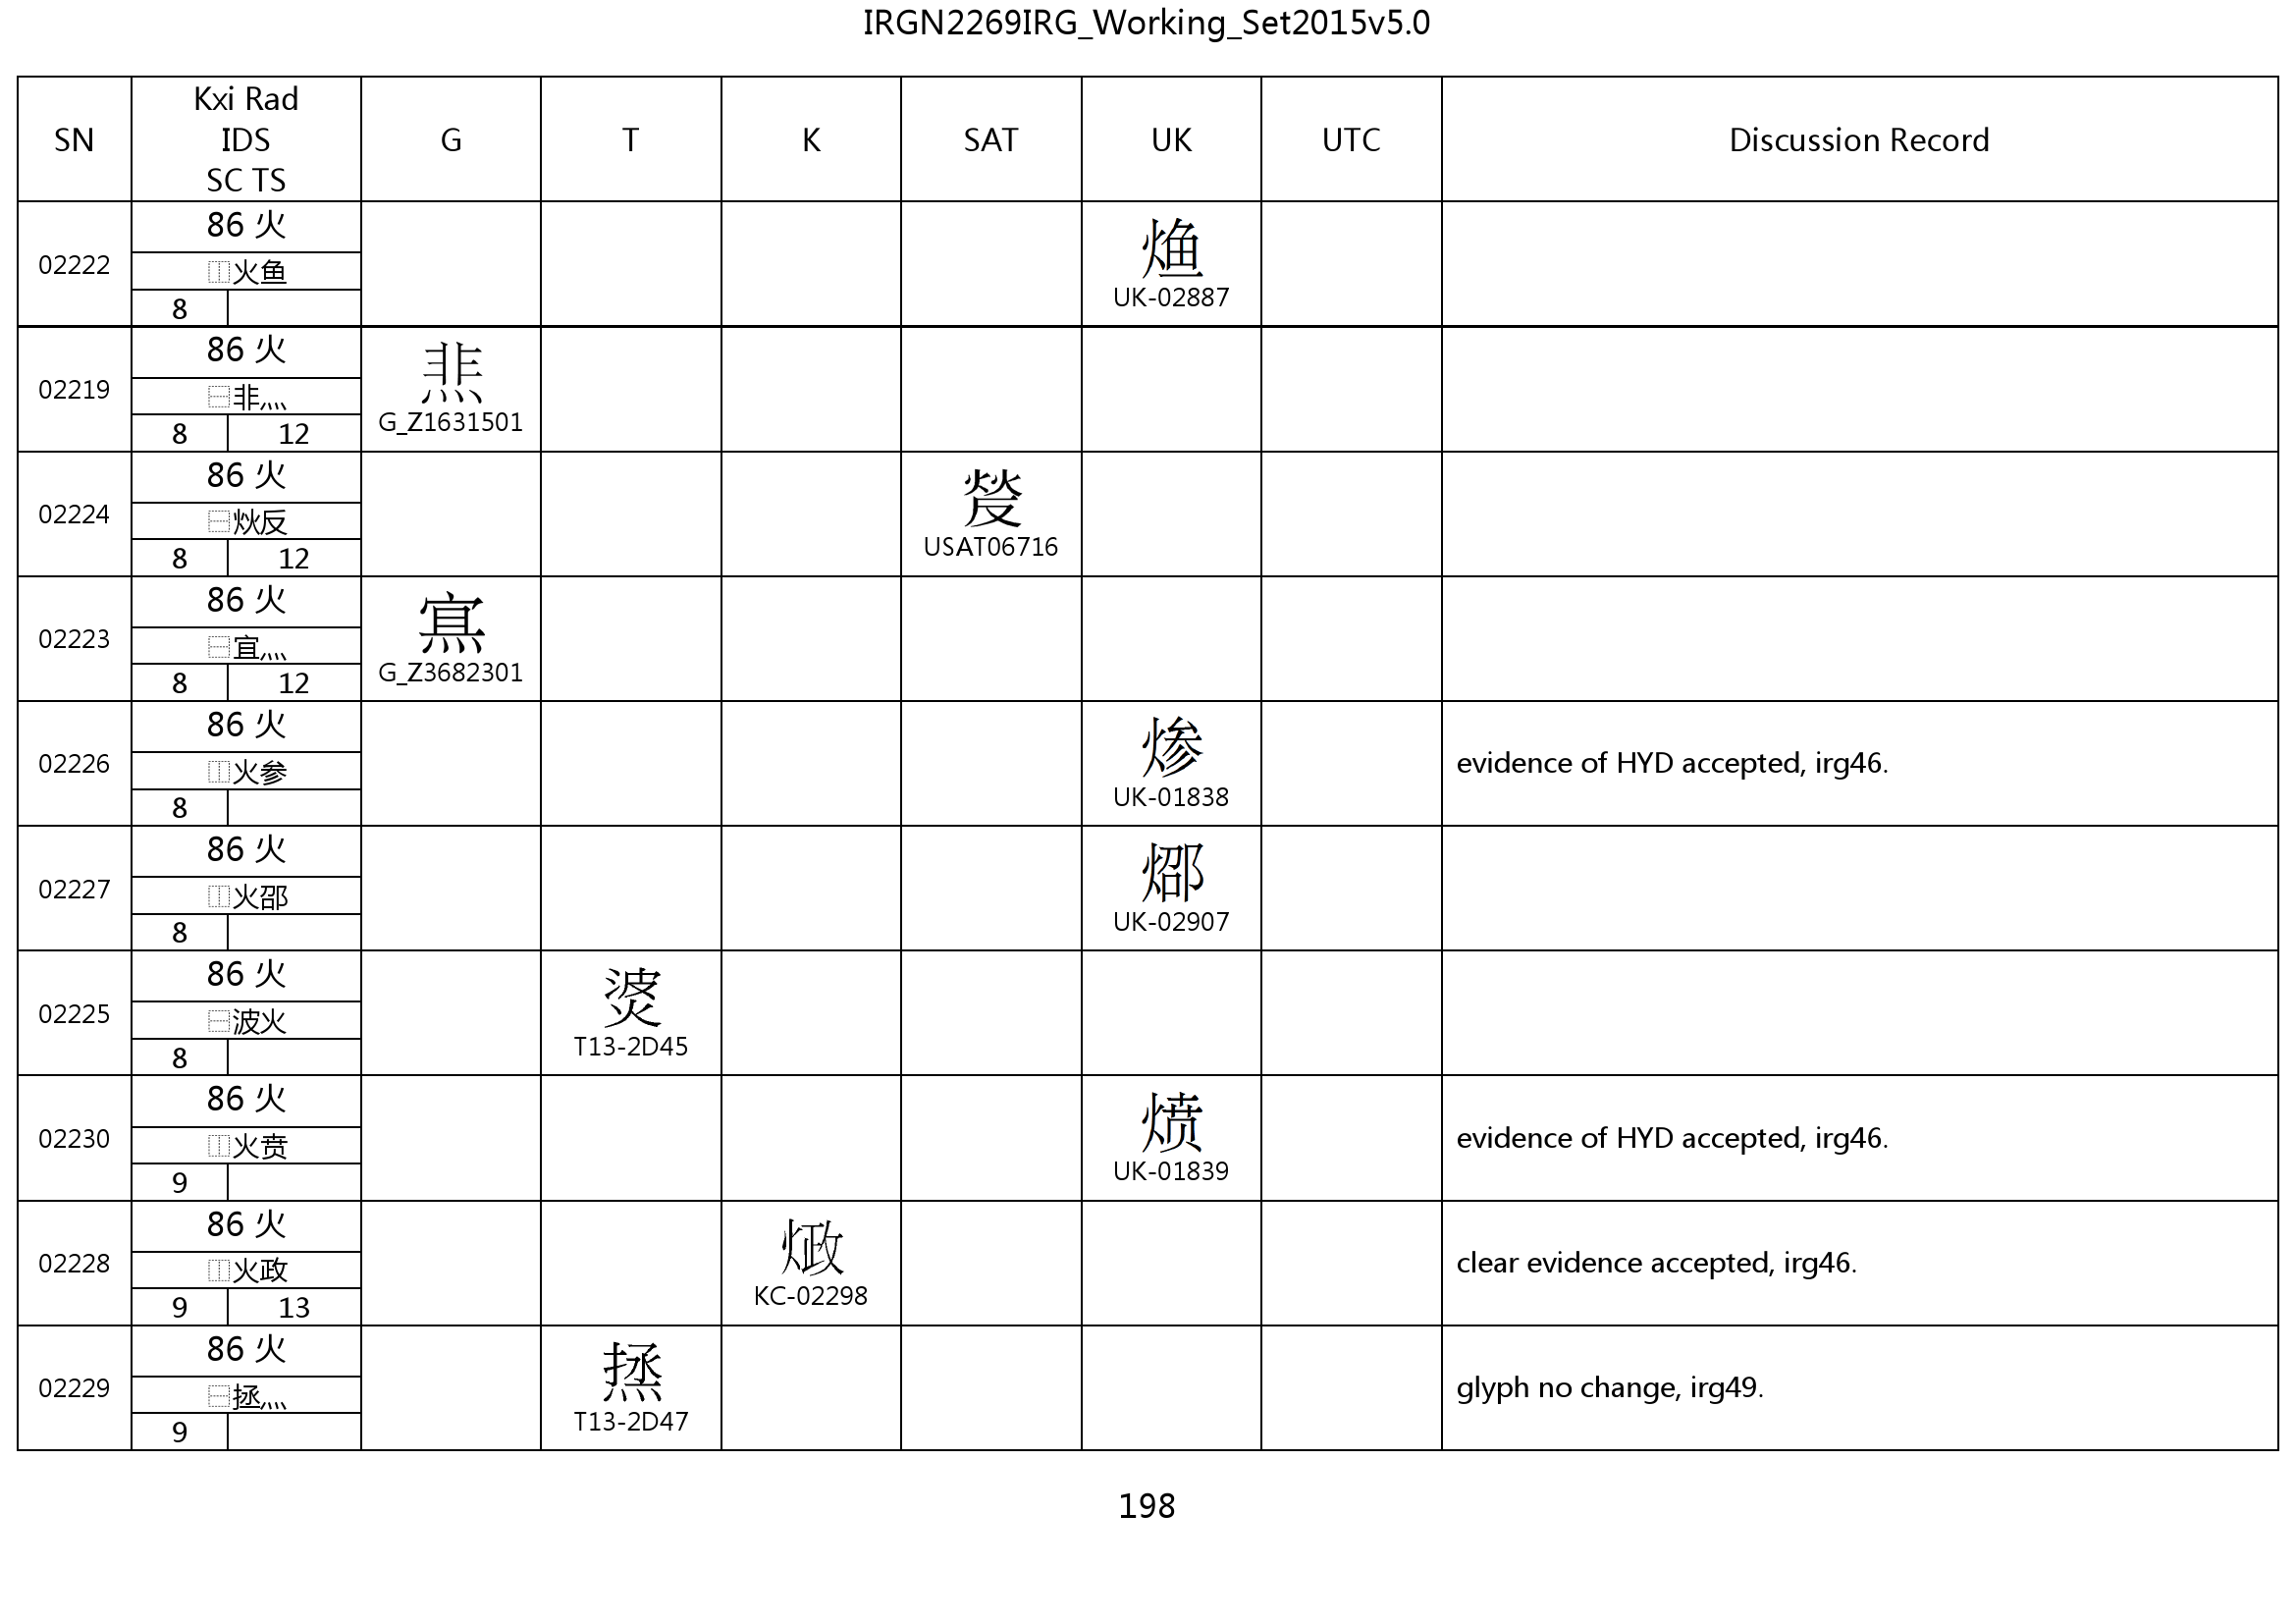 IRGN2269IRG_Working_Set2015v5.0
SN Kxi Rad IDS SC TS G T K SAT UK UTC Discussion Record
02222
86 火
⿰火鱼
8
UK-02887
02219
86 火
⿱非灬
8 12
G_Z1631501
02224
86 火
⿱炏反
8 12
USAT06716
02223
86 火
⿱宜灬
8 12
G_Z3682301
02226
86 火
⿰火参
8
UK-01838
evidence of HYD accepted, irg46.
02227
86 火
⿰火邵
8
UK-02907
02225
86 火
⿱波火
8
T13-2D45
02230
86 火
⿰火贲
9
UK-01839
evidence of HYD accepted, irg46.
02228
86 火
⿰火政
9 13
KC-02298
clear evidence accepted, irg46.
02229
86 火
⿱拯灬
9
T13-2D47
glyph no change, irg49.
198